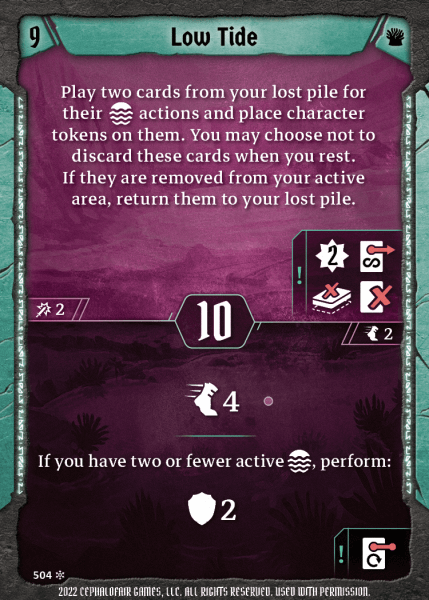 9
Low Tide
Play two cards from your lost pile for
their actions and place character
tokens on them. You may choose not to
discard these cards when you rest.
If they are removed from your active
area, return them to your lost pile.
! 2
2
10
2
4
If you have two or fewer active , perform:
2
!
504
2022 CEPHALOFAIR GAMES, LLC. ALL RIGHTS RESERVED. USED WITH PERMISSION.